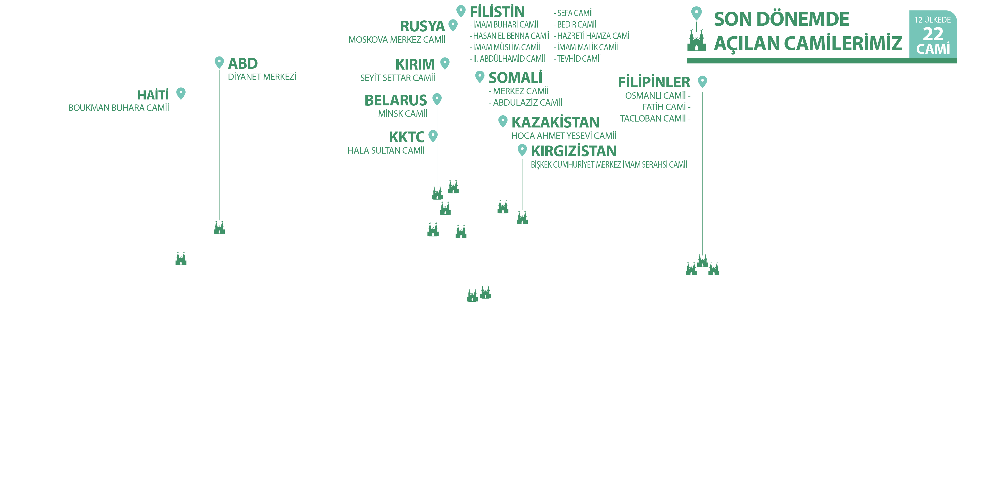 SON DÖNEMDE
AÇILAN CAMİLERİMİZ
12 ÜLKEDE
22
CAMİ
HAİTİ
BOUKMAN BUHARA CAMİİ
ABD
DİYANET MERKEZİ
RUSYA
MOSKOVA MERKEZ CAMİİ
KIRIM
SEYİT SETTAR CAMİİ
BELARUS
MİNSK CAMİİ
KKTC
HALA SULTAN CAMİİ
FİLİSTİN
- İMAM BUHARİ CAMİİ
- HASAN EL BENNA CAMİİ
- İMAM MÜSLİM CAMİİ
- II. ABDÜLHAMİD CAMİİ
- SEFA CAMİİ
- BEDİR CAMİİ
- HAZRETİ HAMZA CAMİ
- İMAM MALİK CAMİİ
- TEVHİD CAMİİ
SOMALİ
- MERKEZ CAMİİ
- ABDULAZİZ CAMİİ
KAZAKİSTAN
HOCA AHMET YESEVİ CAMİİ
KIRGIZİSTAN
BİŞKEK CUMHURİYET MERKEZ İMAM SERAHSİ CAMİİ
FİLİPİNLER
OSMANLI CAMİİ -
FATİH CAMİ -
TACLOBAN CAMİİ -